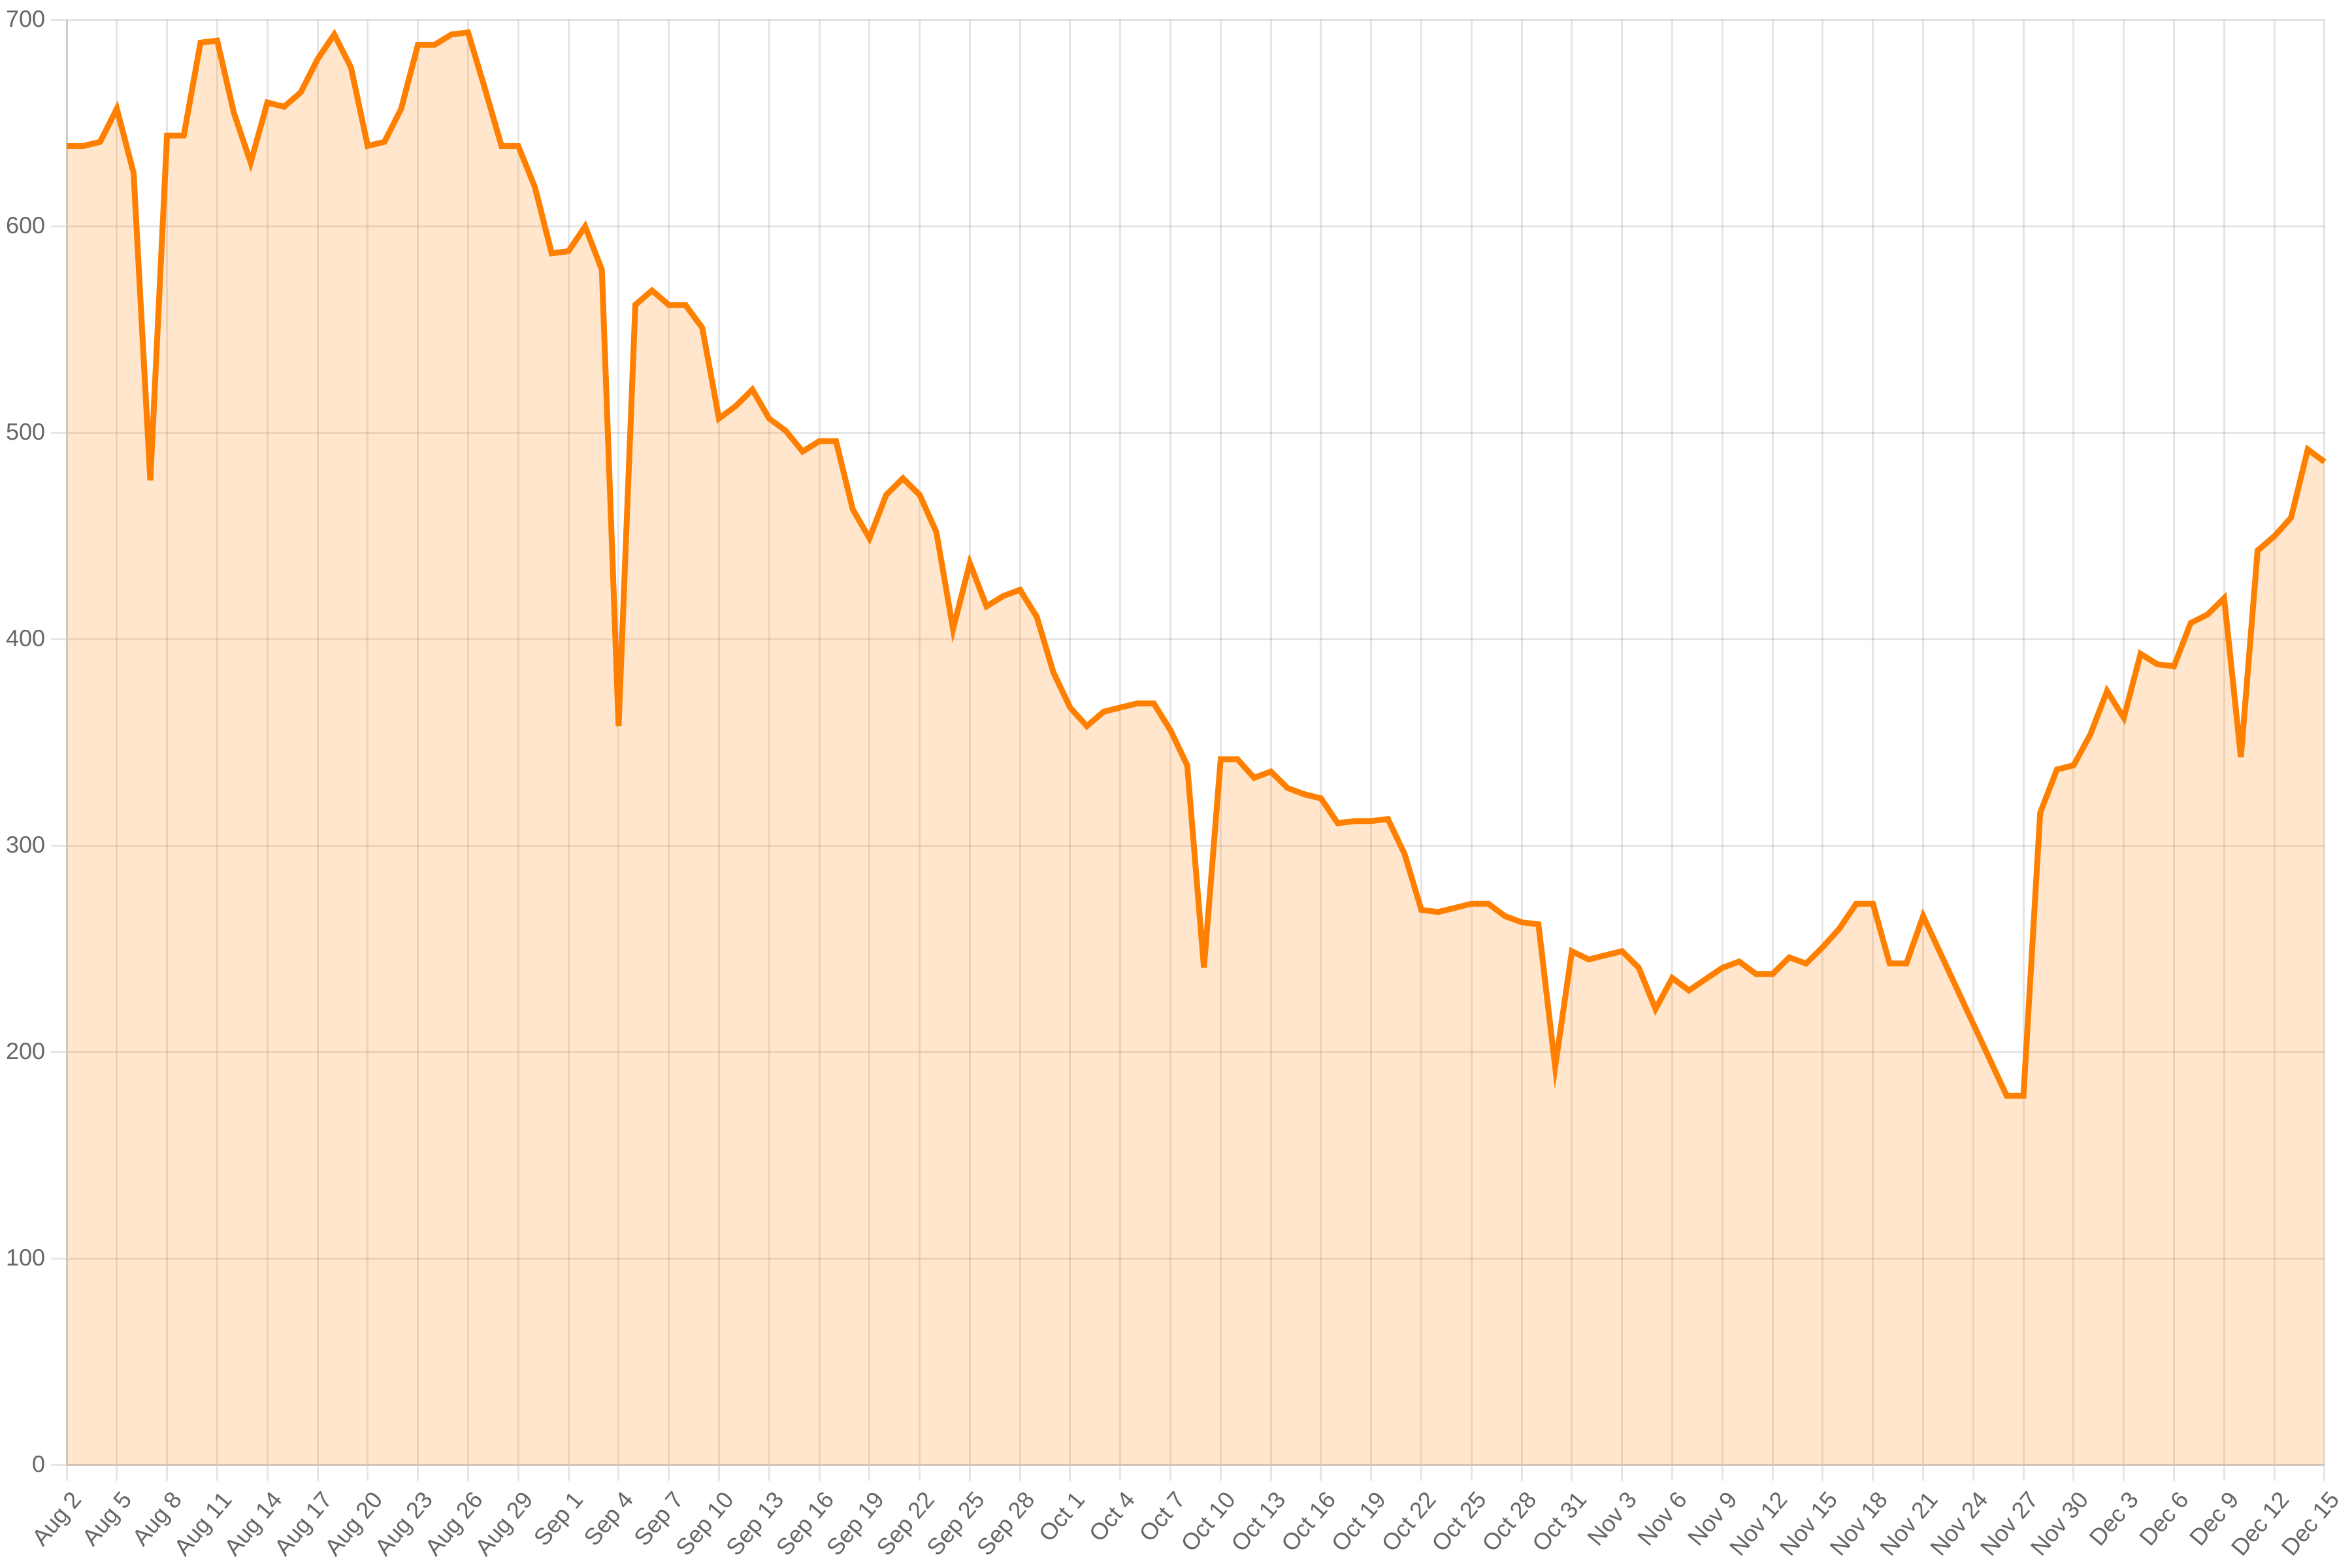 700
600
500
400
300
200
100
0
Aug 2
Aug 5
Aug 8
Aug 11
Aug 14
Aug 17
Aug 20
Aug 23
Aug 26
Aug 29
Sep 1
Sep 4
Sep 7
Sep 10
Sep 13
Sep 16
Sep 19
Sep 22
Sep 25
Sep 28
Oct 1
Oct 4
Oct 7
Oct 10
Oct 13
Oct 16
Oct 19
Oct 22
Oct 25
Oct 28
Oct 31
Nov 3
Nov 6
Nov 9
Nov 12
Nov 15
Nov 18
Nov 21
Nov 24
Nov 27
Nov 30
Dec 3
Dec 6
Dec 9
Dec 12
Dec 15